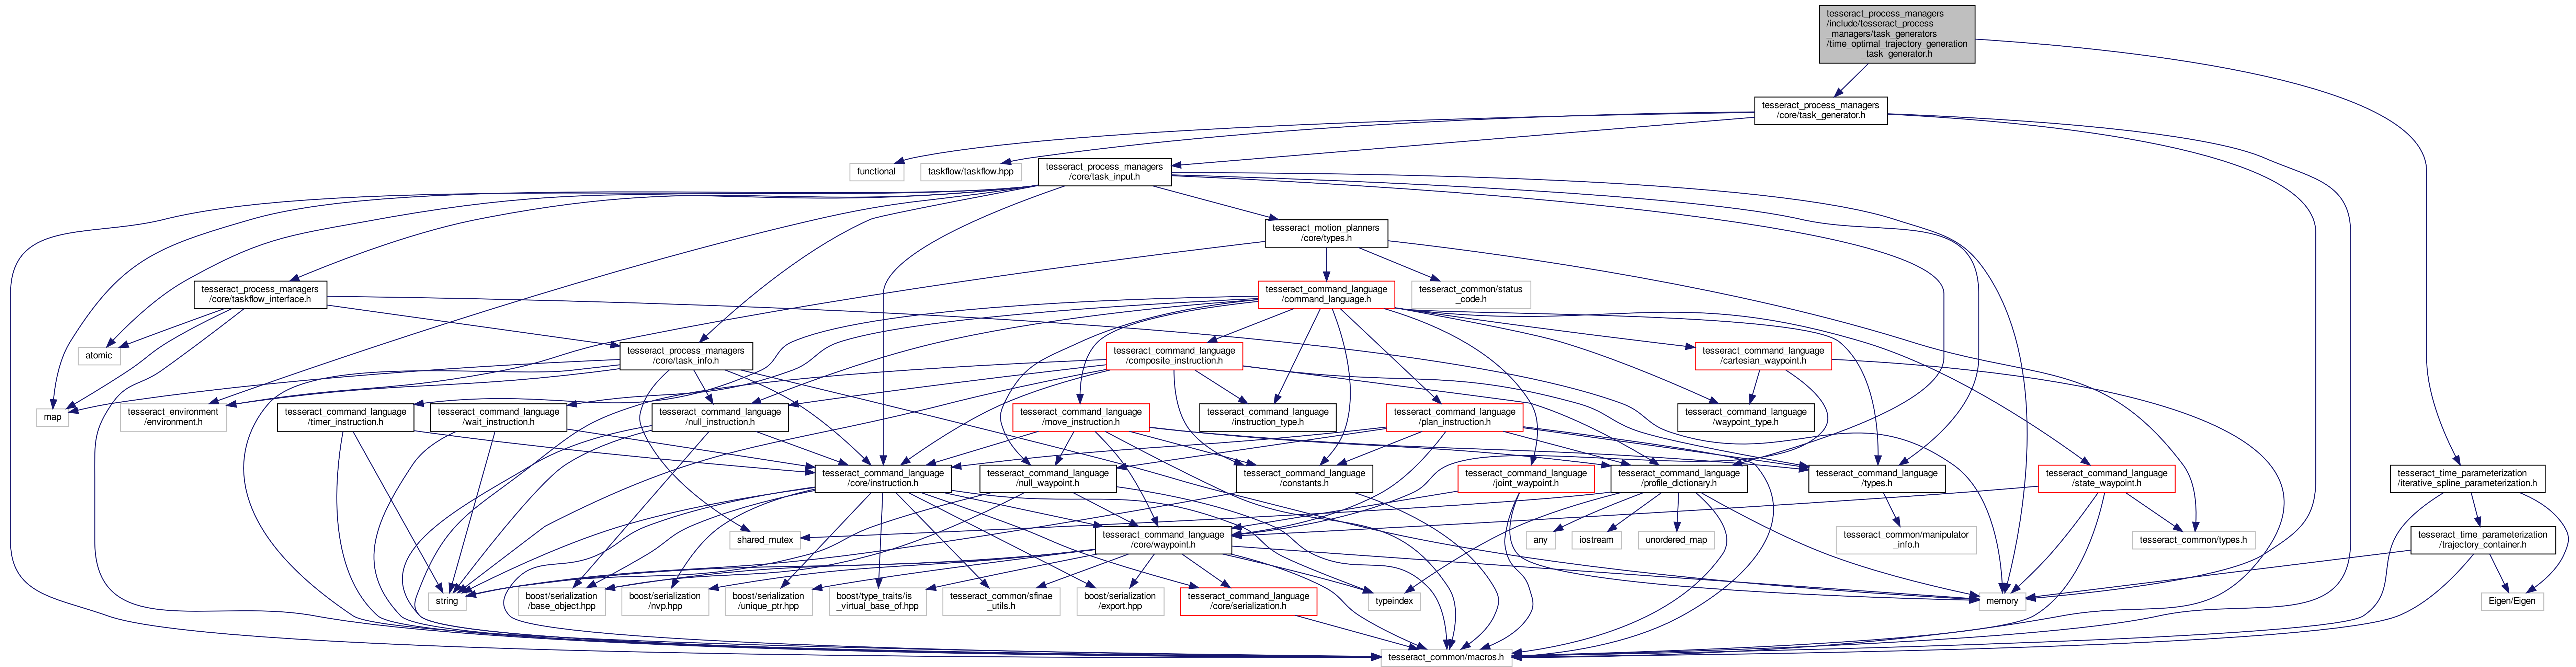 tesseract_process_managers
/include/tesseract_process
_managers/task_generators
/time_optimal_trajectory_generation
_task_generator.h
tesseract_process_managers
/core/task_generator.h
functional
taskflow/taskflow.hpp
tesseract_process_managers
/core/task_input.h
tesseract_motion_planners
/core/types.h
tesseract_process_managers
/core/taskflow_interface.h
tesseract_command_language
/command_language.h
tesseract_common/status
_code.h
atomic
tesseract_process_managers
/core/task_info.h
tesseract_command_language
/composite_instruction.h
tesseract_command_language
/cartesian_waypoint.h
map
tesseract_environment
/environment.h
tesseract_command_language
/timer_instruction.h
tesseract_command_language
/wait_instruction.h
tesseract_command_language
/null_instruction.h
tesseract_command_language
/move_instruction.h
tesseract_command_language
/instruction_type.h
tesseract_command_language
/plan_instruction.h
tesseract_command_language
/waypoint_type.h
tesseract_command_language
/core/instruction.h
tesseract_command_language
/null_waypoint.h
tesseract_command_language
/constants.h
tesseract_command_language
/joint_waypoint.h
tesseract_command_language
/profile_dictionary.h
tesseract_command_language
/types.h
tesseract_command_language
/state_waypoint.h
tesseract_time_parameterization
/iterative_spline_parameterization.h
shared_mutex
tesseract_command_language
/core/waypoint.h
any
iostream
unordered_map
tesseract_common/manipulator
_info.h
tesseract_common/types.h
tesseract_time_parameterization
/trajectory_container.h
string
boost/serialization
/base_object.hpp
boost/serialization
/nvp.hpp
boost/serialization
/unique_ptr.hpp
boost/type_traits/is
_virtual_base_of.hpp
tesseract_common/sfinae
_utils.h
boost/serialization
/export.hpp
tesseract_command_language
/core/serialization.h
typeindex
memory
Eigen/Eigen
tesseract_common/macros.h